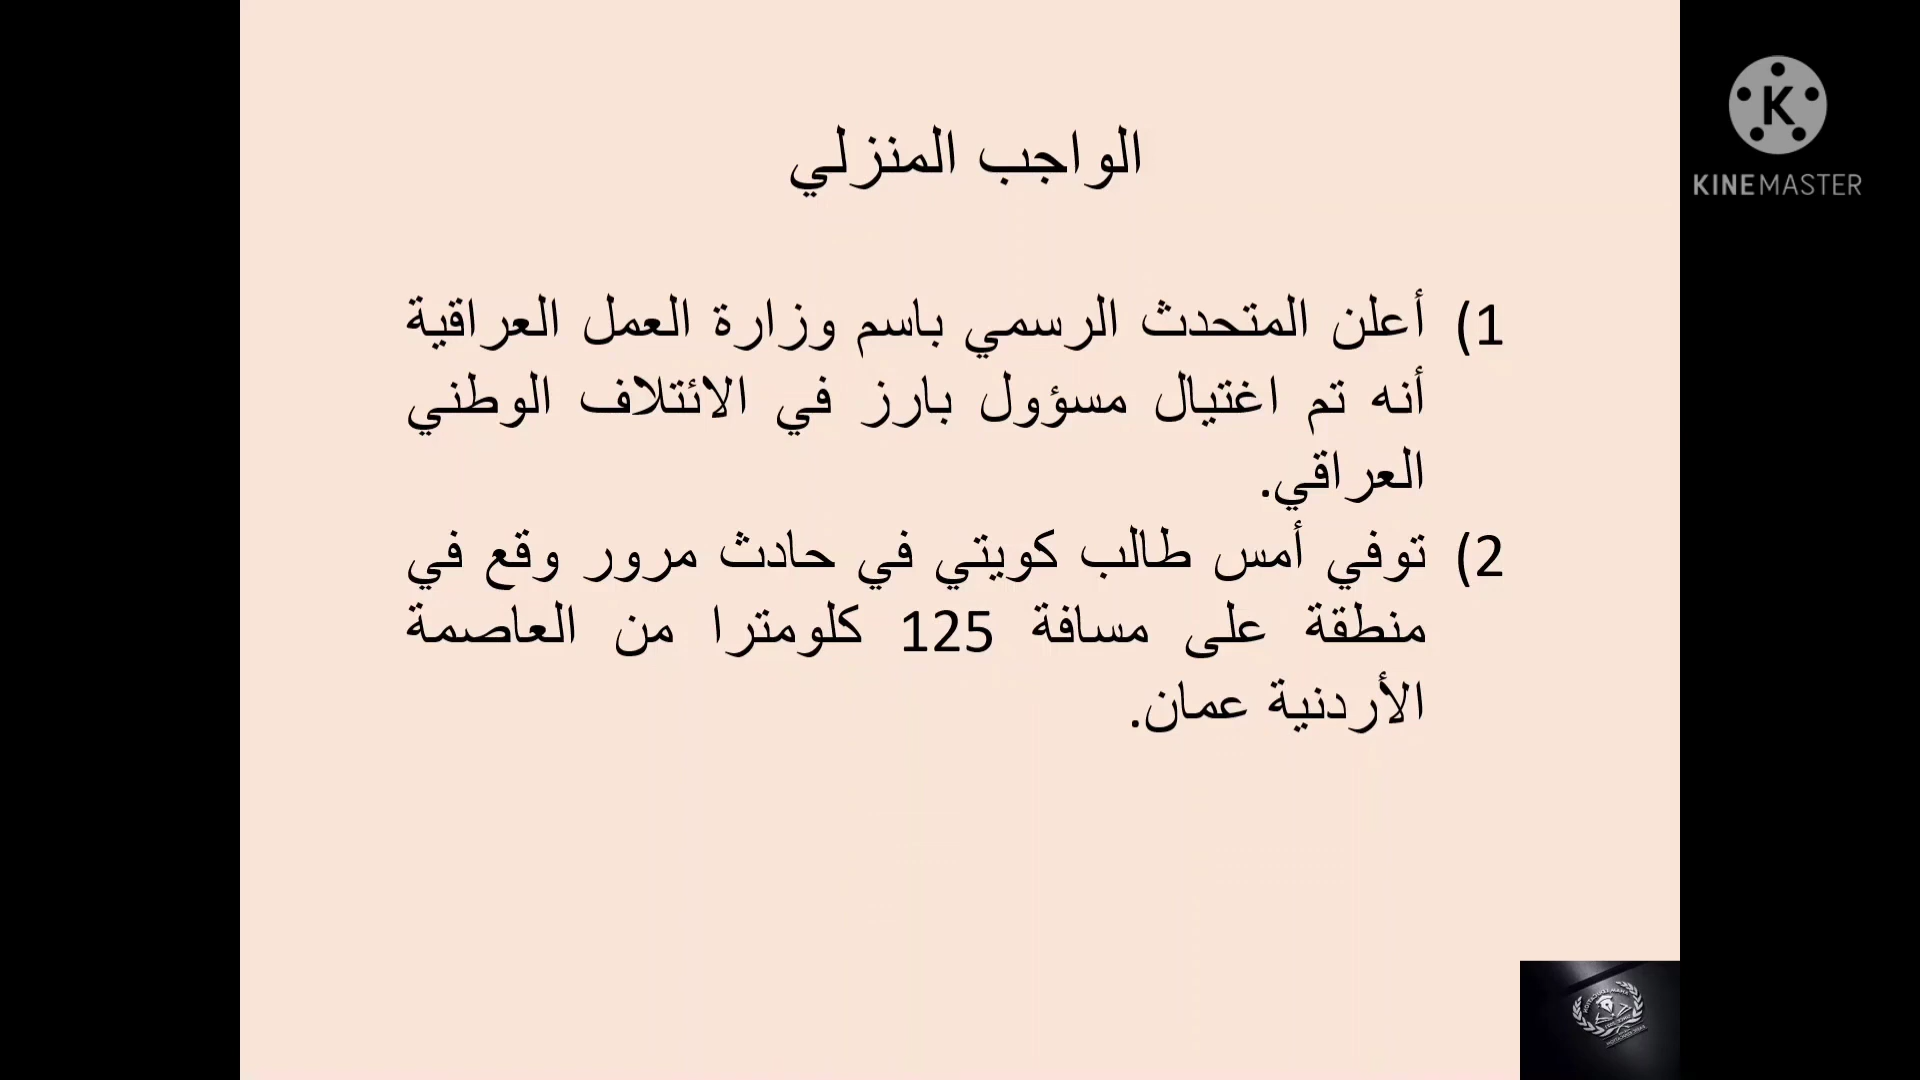 الواجب المنزلي
KINEMASTER
1) أعلن المتحدث الرسمي باسم وزارة العمل العراقية
أنه تم اغتيال مسؤول بارز في الائتلاف الوطني
العراقي.
2) توفي أمس طالب كويتي في حادث مرور وقع في
منطقة على مسافة 125 كلومترا من العاصمة
الأردنية عمان.